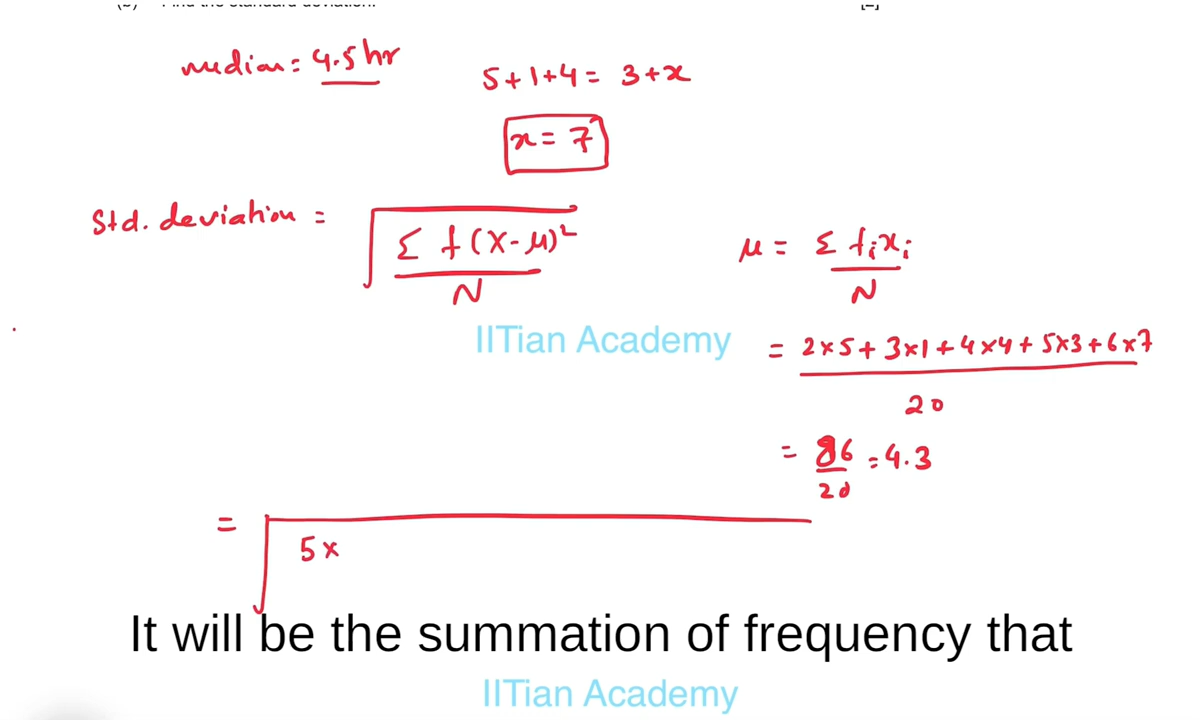 median = 4.5 hr
5+1+4 = 3+x
x = 7
Std. deviation = √ Σ f (X-μ)² / N
μ = Σ fᵢxᵢ / N
IITian Academy
= 2×5 + 3×1 + 4×4 + 5×3 + 6×7 / 20
= 86 / 20 = 4.3
= √ 5×
It will be the summation of frequency that
IITian Academy